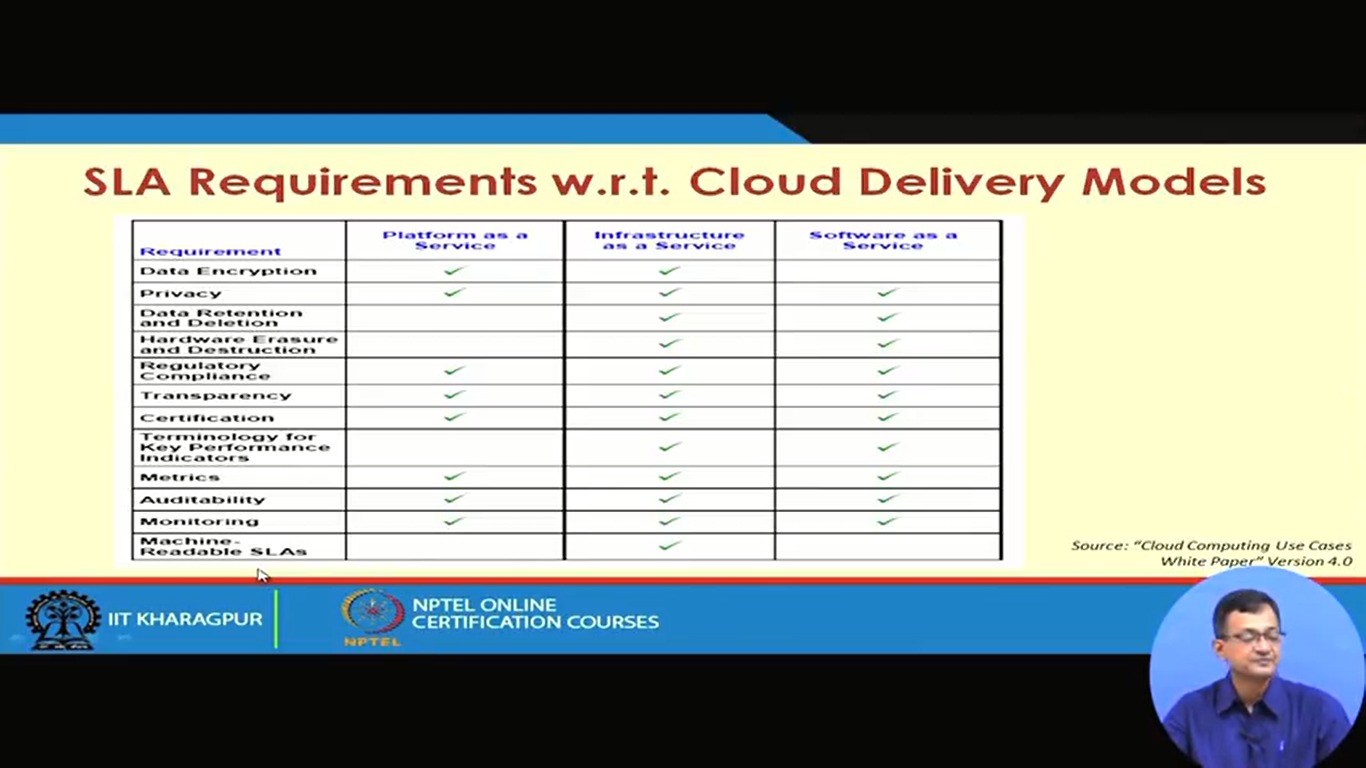 SLA Requirements w.r.t. Cloud Delivery Models
Requirement
Platform as a
Service
Infrastructure
as a Service
Software as a
Service
Data Encryption ✓ ✓
Privacy ✓ ✓ ✓
Data Retention
and Deletion ✓ ✓
Hardware Erasure
and Destruction ✓ ✓
Regulatory
Compliance ✓ ✓ ✓
Transparency ✓ ✓ ✓
Certification ✓ ✓ ✓
Terminology for
Key Performance
Indicators ✓ ✓
Metrics ✓ ✓ ✓
Auditability ✓ ✓ ✓
Monitoring ✓ ✓ ✓
Machine-
Readable SLAs ✓
Source: "Cloud Computing Use Cases
White Paper" Version 4.0
IIT KHARAGPUR
NPTEL
NPTEL ONLINE
CERTIFICATION COURSES